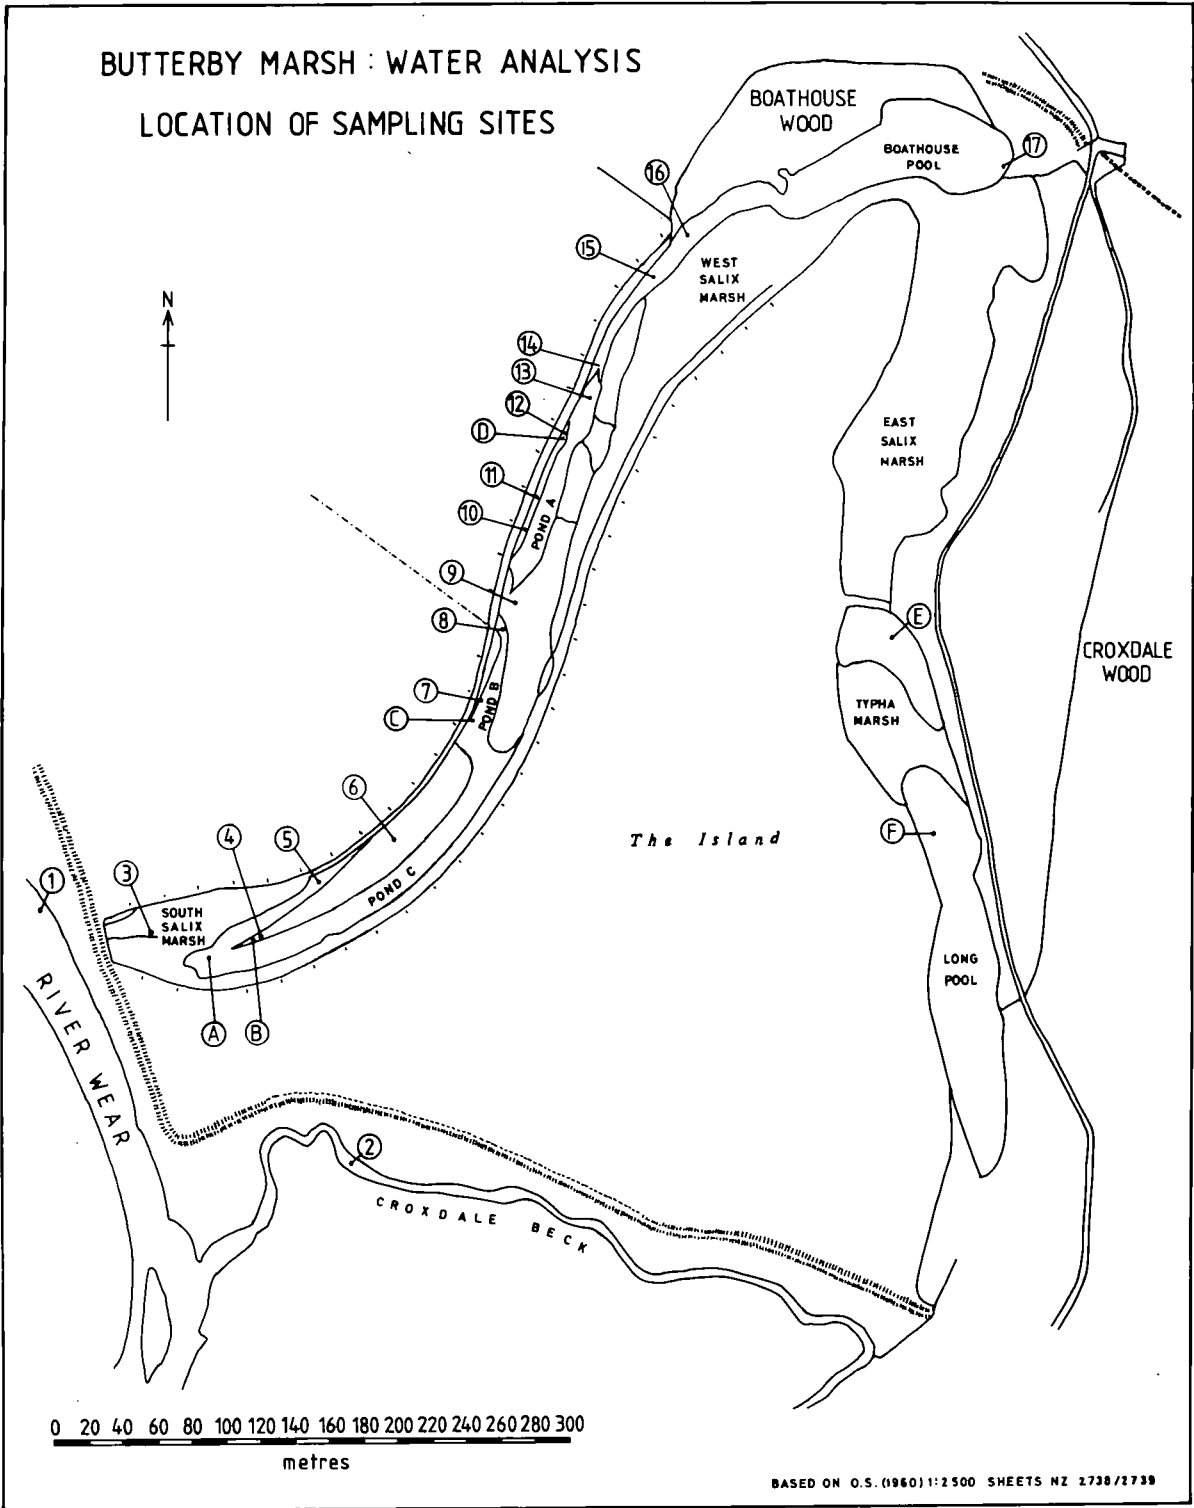 BUTTERBY MARSH : WATER ANALYSIS
LOCATION OF SAMPLING SITES
BOATHOUSE
WOOD
BOATHOUSE
POOL
17
16
15
WEST
SALIX
MARSH
N
14
13
12
D
11
10
POND A
EAST
SALIX
MARSH
9
8
E
CROXDALE
WOOD
7
C
POND B
TYPHA
MARSH
6
5
4
The Island
F
1
3
SOUTH
SALIX
MARSH
POND C
LONG
POOL
A
B
RIVER WEAR
2
CROXDALE BECK
0 20 40 60 80 100 120 140 160 180 200 220 240 260 280 300
metres
BASED ON O.S. (1960) 1:2500 SHEETS NZ 2738/2739